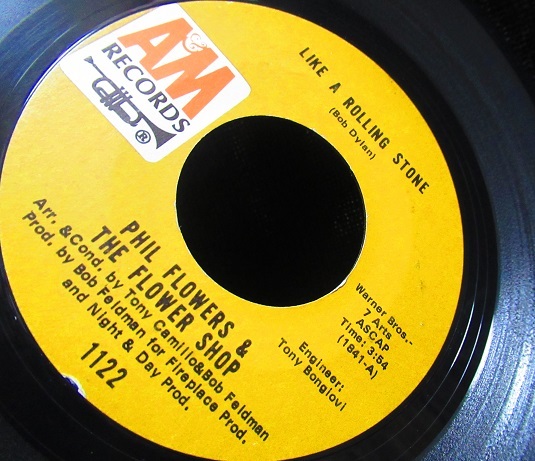 A&M
RECORDS
®
LIKE A ROLLING STONE
(Bob Dylan)
PHIL FLOWERS &
THE FLOWER SHOP
Arr. &Cond. by Tony Camillo&Bob Feldman
Prod. by Bob Feldman for Fireplace Prod.
and Night & Day Prod.
1122
Warner Bros.-
7 Arts
ASCAP
Time: 3:54
(1841-A)
Engineer:
Tony Bongiovi